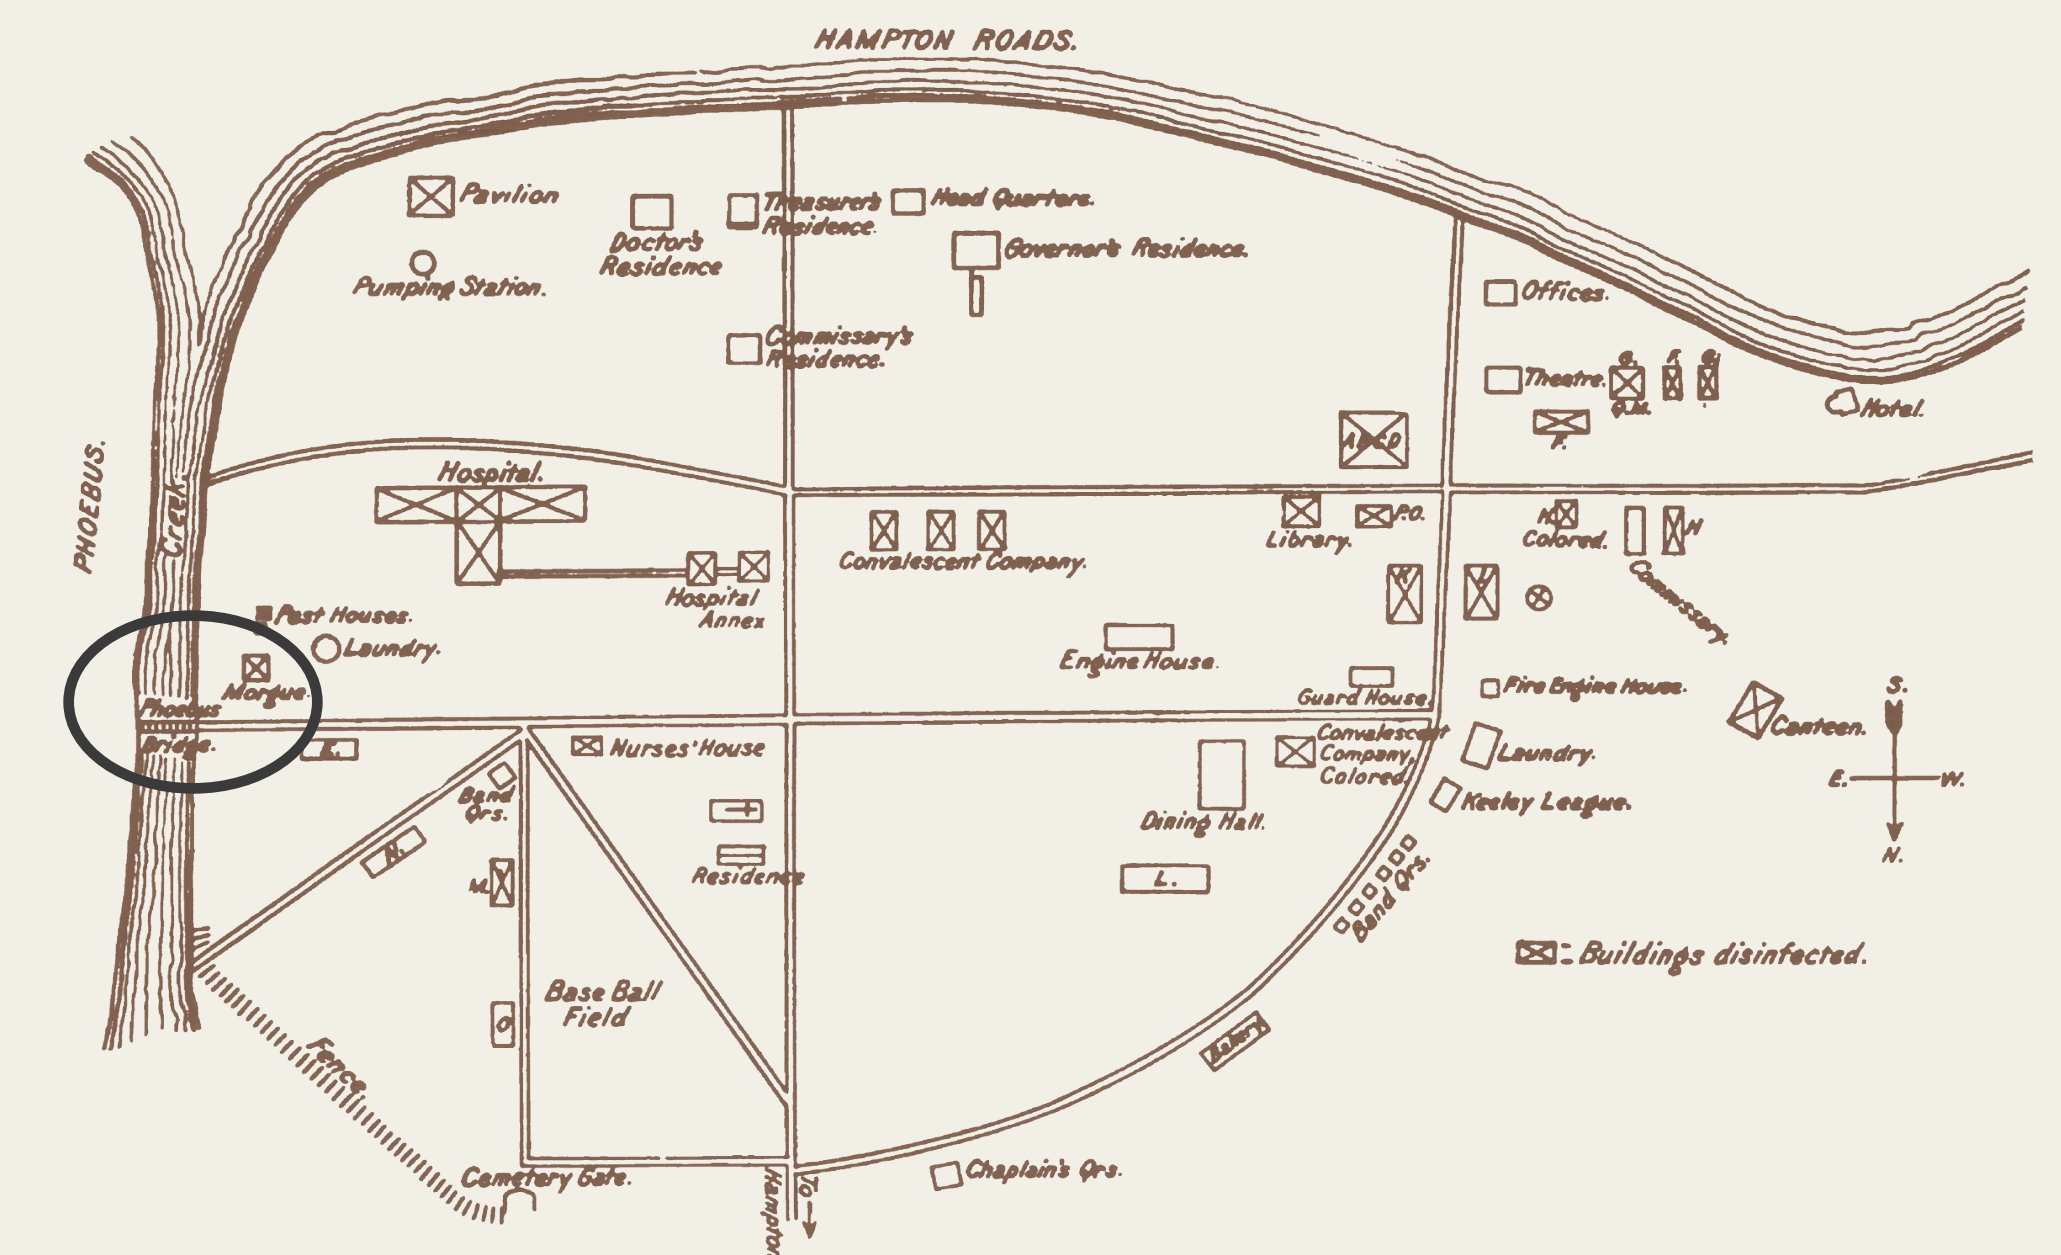 HAMPTON ROADS.
Pavilion
Pumping Station.
Doctor's
Residence
Treasurer's
Residence.
Head Quarters.
Governor's Residence.
Commissary's
Residence.
Offices.
Theatre.
G.
F.
G.
Q.M.
F.
Hotel.
ABCD
PHOEBUS.
Creek.
Hospital.
Hospital
Annex
Convalescent Company.
Library.
P.O.
K
Colored.
H
Commissary.
Pest Houses.
Laundry.
Morgue.
Phoebus
Bridge.
E.
Engine House.
Guard House.
Fire Engine House.
Canteen.
Convalescent
Company,
Colored.
Laundry.
Keeley League.
S.
E.
W.
N.
Nurses' House
Band
Qrs.
N.
M.
Residence
Dining Hall.
L.
Band Qrs.
= Buildings disinfected.
Base Ball
Field
O
Fence.
Bakery
Cemetery Gate.
To
Hampton
Chaplain's Qrs.